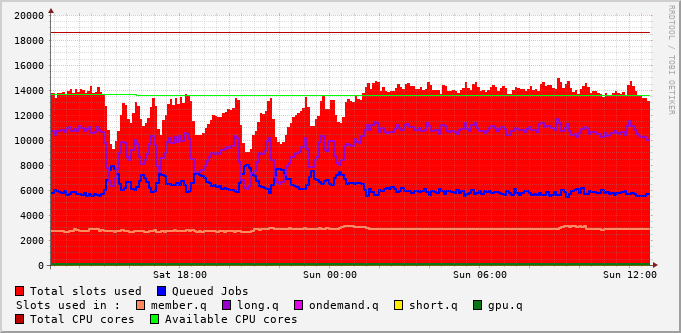 20000
18000
16000
14000
12000
10000
8000
6000
4000
2000
0
Sat 18:00 Sun 00:00 Sun 06:00 Sun 12:00
RRDTOOL / TOBI OETIKER
Total slots used Queued Jobs
Slots used in : member.q long.q ondemand.q short.q gpu.q
Total CPU cores Available CPU cores